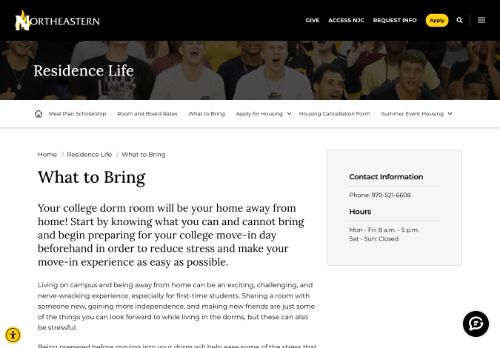 NORTHEASTERN
GIVE ACCESS NJC REQUEST INFO Apply
Residence Life
Meal Plan Scholarship Room and Board Rates What to Bring Apply for Housing Housing Cancellation Form Summer Event Housing
Home / Residence Life / What to Bring
What to Bring
Your college dorm room will be your home away from
home! Start by knowing what you can and cannot bring
and begin preparing for your college move-in day
beforehand in order to reduce stress and make your
move-in experience as easy as possible.
Living on campus and being away from home can be an exciting, challenging, and
nerve-wracking experience, especially for first-time students. Sharing a room with
someone new, gaining more independence, and making new friends are just some
of the things you can look forward to while living in the dorms, but these can also
be stressful.
Being prepared before moving into your dorm will help ease some of the stress that
Contact Information
Phone: 970-521-6608
Hours
Mon - Fri: 8 a.m. - 5 p.m.
Sat - Sun: Closed